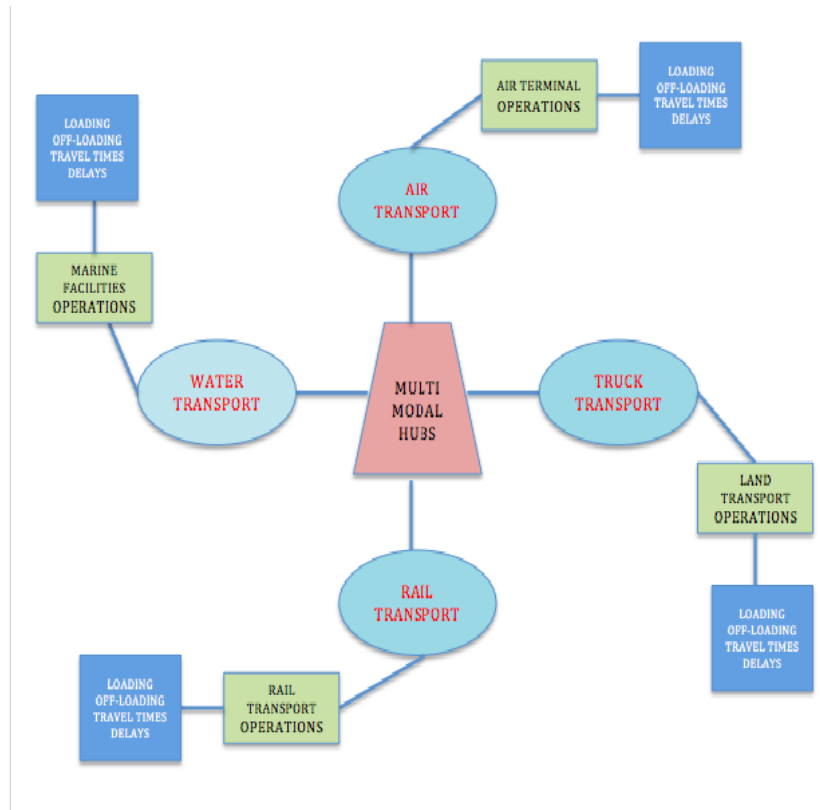 AIR TERMINAL
OPERATIONS
LOADING
OFF-LOADING
TRAVEL TIMES
DELAYS
LOADING
OFF-LOADING
TRAVEL TIMES
DELAYS
AIR
TRANSPORT
MARINE
FACILITIES
OPERATIONS
WATER
TRANSPORT
MULTI
MODAL
HUBS
TRUCK
TRANSPORT
LAND
TRANSPORT
OPERATIONS
RAIL
TRANSPORT
LOADING
OFF-LOADING
TRAVEL TIMES
DELAYS
LOADING
OFF-LOADING
TRAVEL TIMES
DELAYS
RAIL
TRANSPORT
OPERATIONS